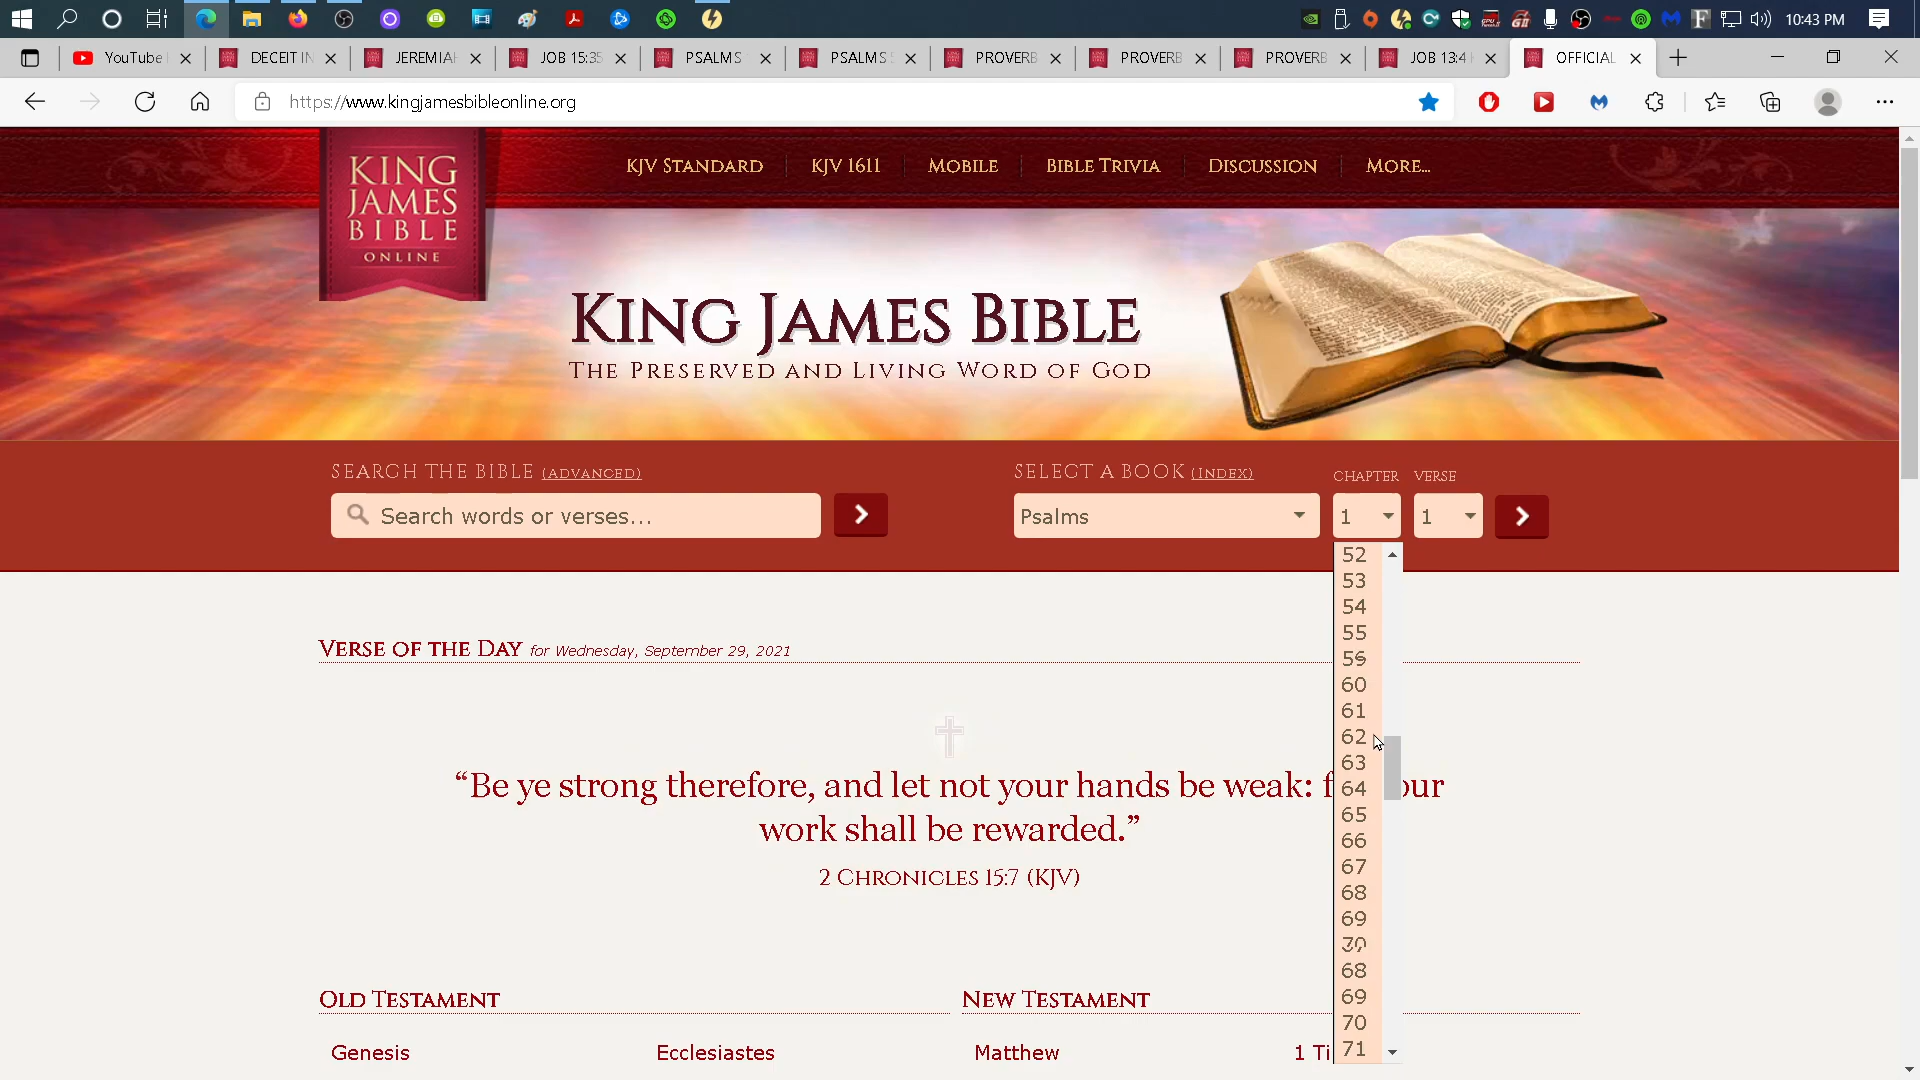 10:43 PM
YouTube
DECEIT IN
JEREMIAH
JOB 15:35
PSALMS
PSALMS
PROVERB
PROVERB
PROVERB
JOB 13:4
OFFICIAL
https://www.kingjamesbibleonline.org
KING
JAMES
BIBLE
ONLINE
KJV STANDARD
KJV 1611
MOBILE
BIBLE TRIVIA
DISCUSSION
MORE...
KING JAMES BIBLE
THE PRESERVED AND LIVING WORD OF GOD
SEARCH THE BIBLE (ADVANCED)
SELECT A BOOK (INDEX)
CHAPTER
VERSE
Search words or verses...
Psalms
1
1
52
53
54
55
60
61
62
63
64
65
66
67
68
69
68
69
70
71
VERSE OF THE DAY for Wednesday, September 29, 2021
“Be ye strong therefore, and let not your hands be weak: f our
work shall be rewarded.”
2 CHRONICLES 15:7 (KJV)
OLD TESTAMENT
NEW TESTAMENT
Genesis
Ecclesiastes
Matthew
1 Ti